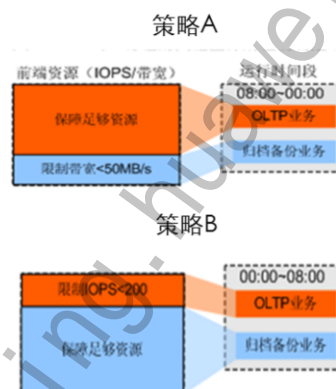 策略A
前端资源（IOPS/带宽）
运行时间段
08:00~00:00
保障足够资源
OLTP业务
限制带宽<50MB/s
归档备份业务
策略B
限制IOPS<200
00:00~08:00
OLTP业务
保障足够资源
归档备份业务
ing.huawe